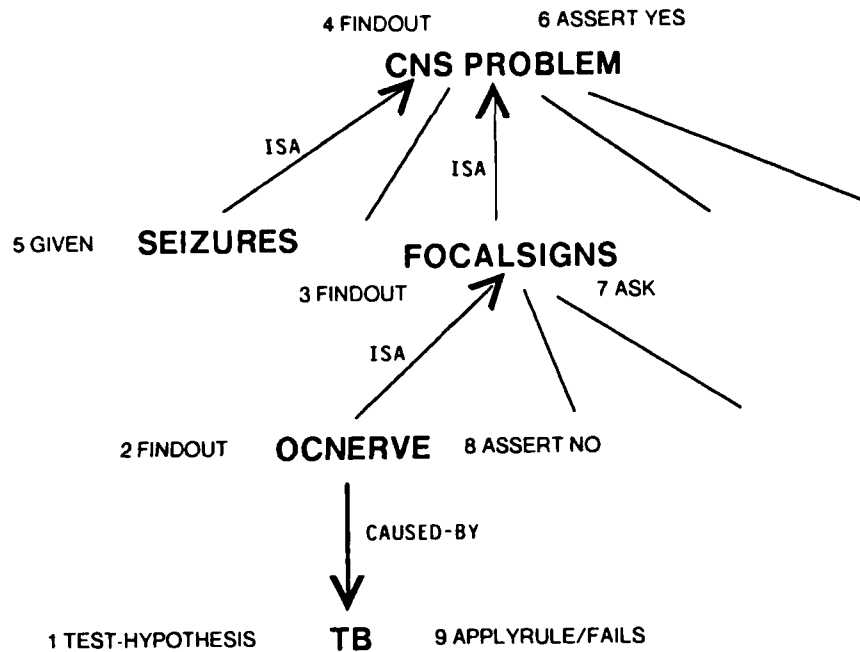 4 FINDOUT 6 ASSERT YES
CNS PROBLEM
ISA
ISA
5 GIVEN SEIZURES
FOCALSIGNS
3 FINDOUT 7 ASK
ISA
2 FINDOUT OCNERVE 8 ASSERT NO
CAUSED-BY
1 TEST-HYPOTHESIS TB 9 APPLYRULE/FAILS